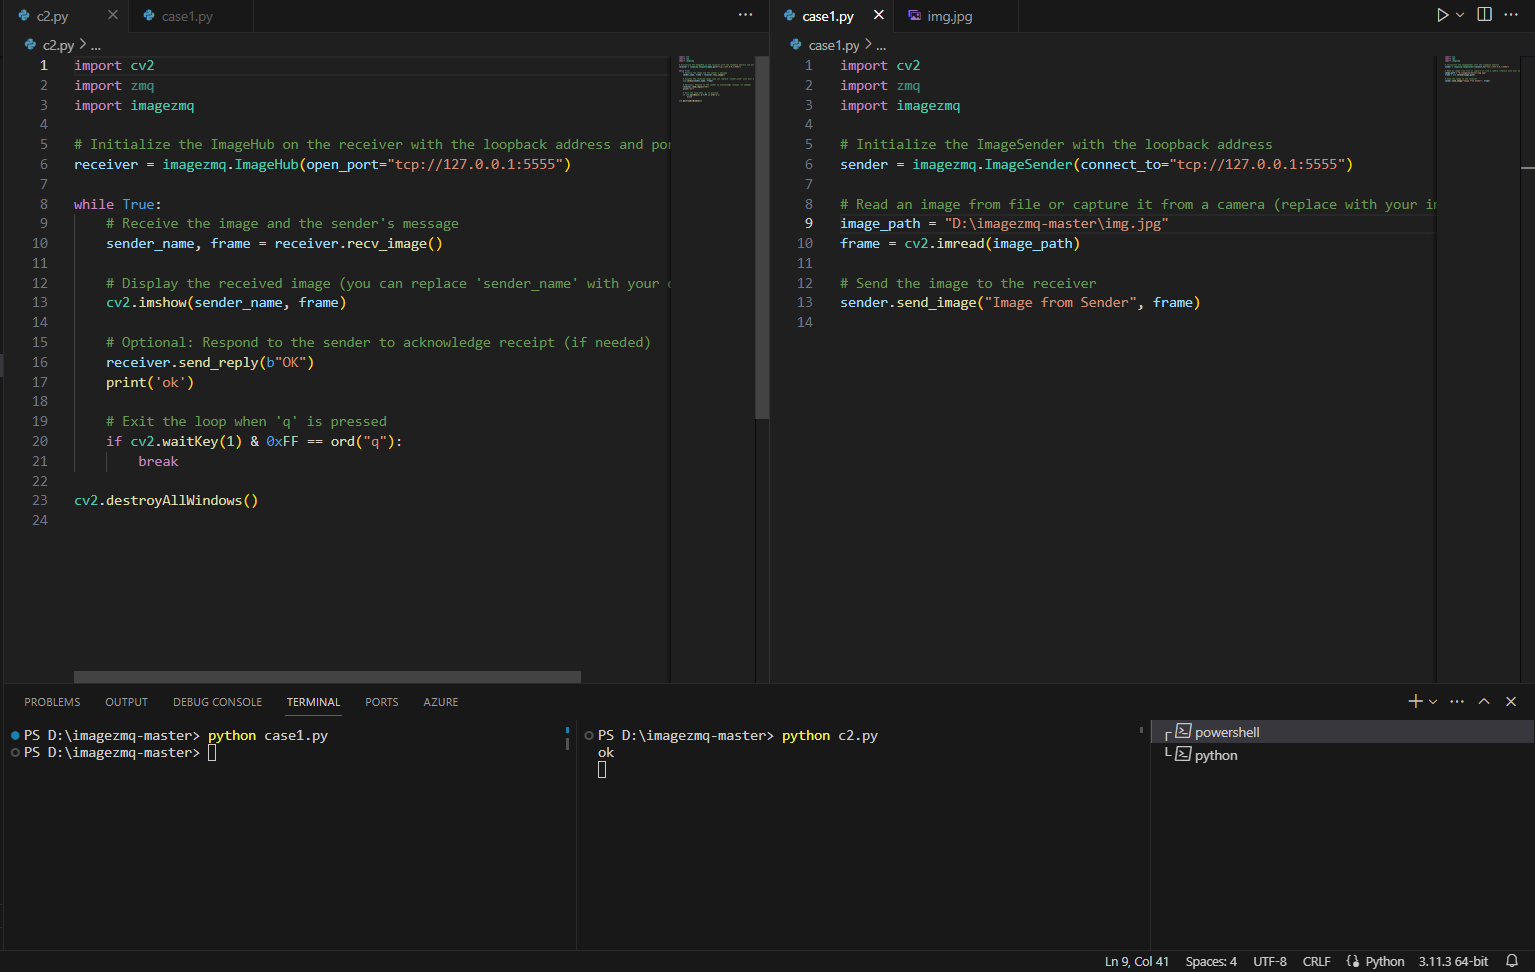 c2.py
case1.py
c2.py > ...
1 import cv2
2 import zmq
3 import imagezmq
4
5 # Initialize the ImageHub on the receiver with the loopback address and
6 receiver = imagezmq.ImageHub(open_port="tcp://127.0.0.1:5555")
7
8 while True:
9 # Receive the image and the sender's message
10 sender_name, frame = receiver.recv_image()
11
12 # Display the received image (you can replace 'sender_name' with your
13 cv2.imshow(sender_name, frame)
14
15 # Optional: Respond to the sender to acknowledge receipt (if needed)
16 receiver.send_reply(b"OK")
17 print('ok')
18
19 # Exit the loop when 'q' is pressed
20 if cv2.waitKey(1) & 0xFF == ord("q"):
21 break
22
23 cv2.destroyAllWindows()
24
case1.py
img.jpg
case1.py > ...
1 import cv2
2 import zmq
3 import imagezmq
4
5 # Initialize the ImageSender with the loopback address
6 sender = imagezmq.ImageSender(connect_to="tcp://127.0.0.1:5555")
7
8 # Read an image from file or capture it from a camera (replace with your
9 image_path = "D:\imagezmq-master\img.jpg"
10 frame = cv2.imread(image_path)
11
12 # Send the image to the receiver
13 sender.send_image("Image from Sender", frame)
14
PROBLEMS OUTPUT DEBUG CONSOLE TERMINAL PORTS AZURE
PS D:\imagezmq-master> python case1.py
PS D:\imagezmq-master>
PS D:\imagezmq-master> python c2.py
ok
powershell
python
Ln 9, Col 41 Spaces: 4 UTF-8 CRLF Python 3.11.3 64-bit